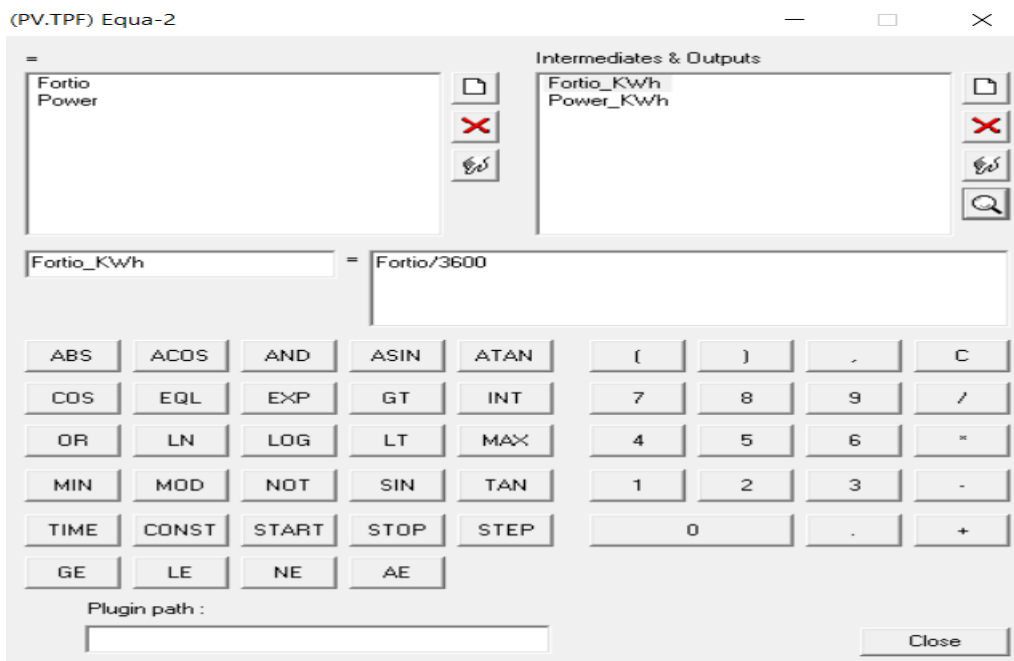 (PV.TPF) Equa-2
=
Intermediates & Outputs
Fortio
Power
Fortio_KWh
Power_KWh
Fortio_KWh = Fortio/3600
ABS ACOS AND ASIN ATAN ( ) , C
COS EQL EXP GT INT 7 8 9 /
OR LN LOG LT MAX 4 5 6 *
MIN MOD NOT SIN TAN 1 2 3 -
TIME CONST START STOP STEP 0 . +
GE LE NE AE
Plugin path :
Close